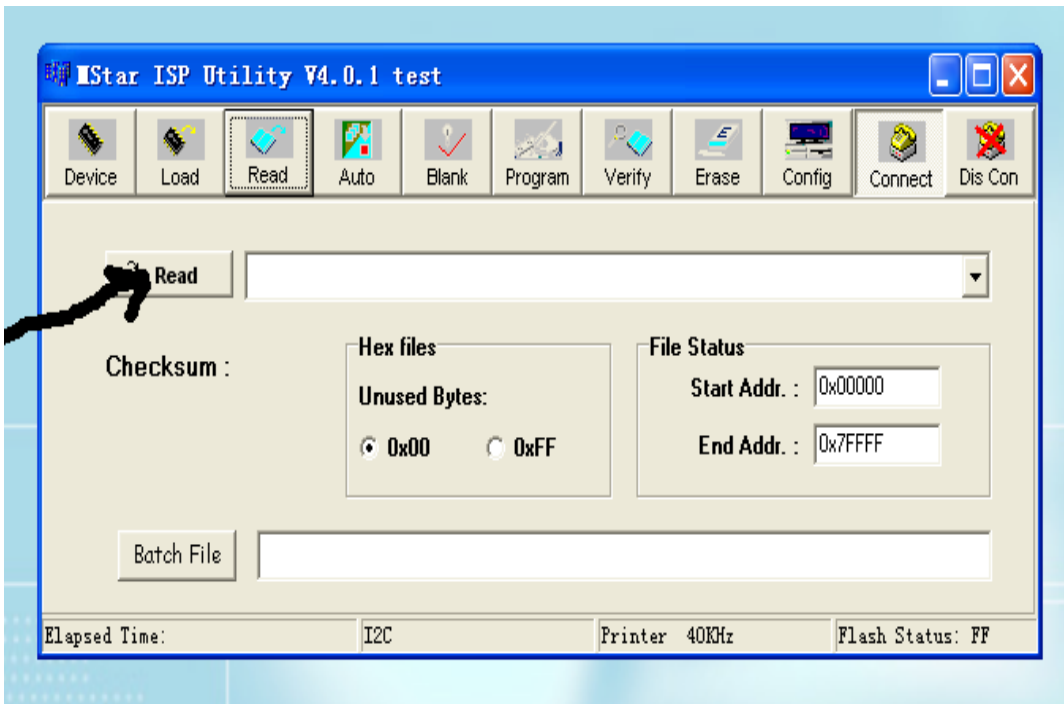 MStar ISP Utility V4.0.1 test
Device Load Read Auto Blank Program Verify Erase Config Connect Dis Con
Read
Checksum :
Hex files
Unused Bytes:
0x00 0xFF
File Status
Start Addr. : 0x00000
End Addr. : 0x7FFFF
Batch File
Elapsed Time: I2C Printer 40KHz Flash Status: FF